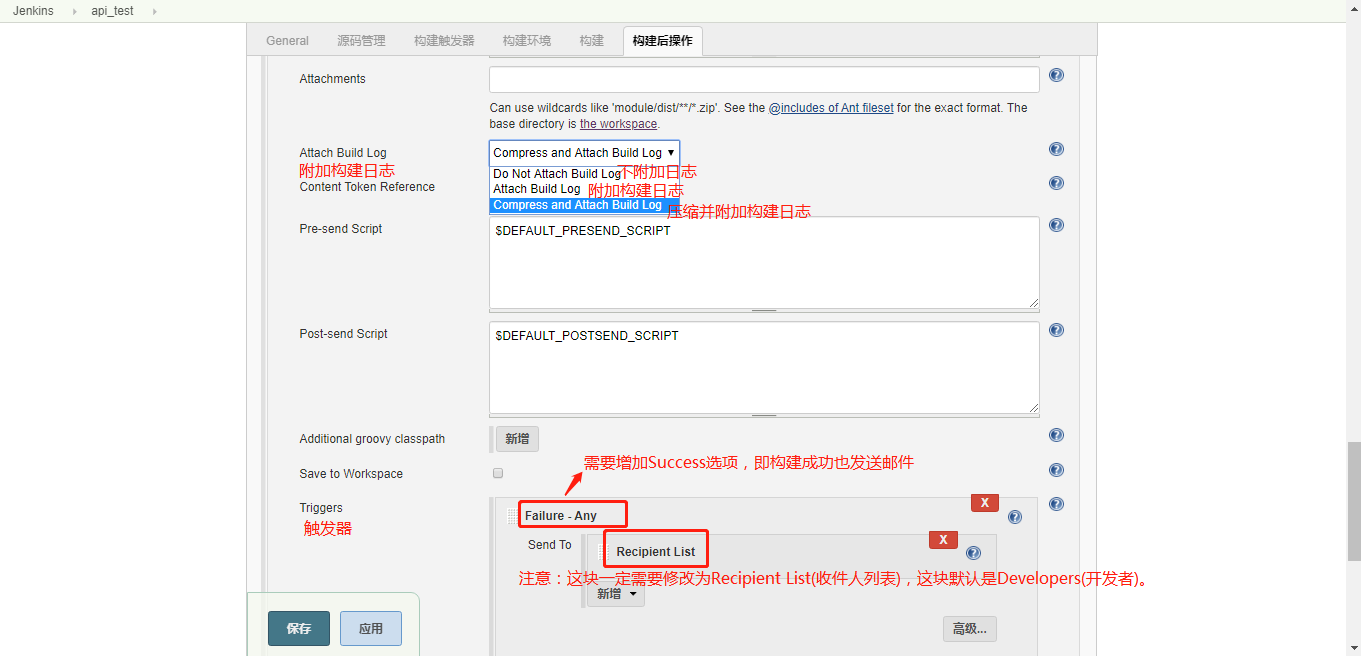 Jenkins api_test
General 源码管理 构建触发器 构建环境 构建 构建后操作
Attachments
Can use wildcards like 'module/dist/**/*.zip'. See the @includes of Ant fileset for the exact format. The
base directory is the workspace.
Attach Build Log Compress and Attach Build Log
附加构建日志 Do Not Attach Build Log 不附加日志
Content Token Reference Attach Build Log 附加构建日志
Compress and Attach Build Log 压缩并附加构建日志
Pre-send Script $DEFAULT_PRESEND_SCRIPT
Post-send Script $DEFAULT_POSTSEND_SCRIPT
Additional groovy classpath 新增
需要增加Success选项，即构建成功也发送邮件
Save to Workspace
Triggers X
触发器 Failure - Any
Send To X
Recipient List
注意：这块一定需要修改为Recipient List(收件人列表)，这块默认是Developers(开发者)。
新增
保存 应用 高级...